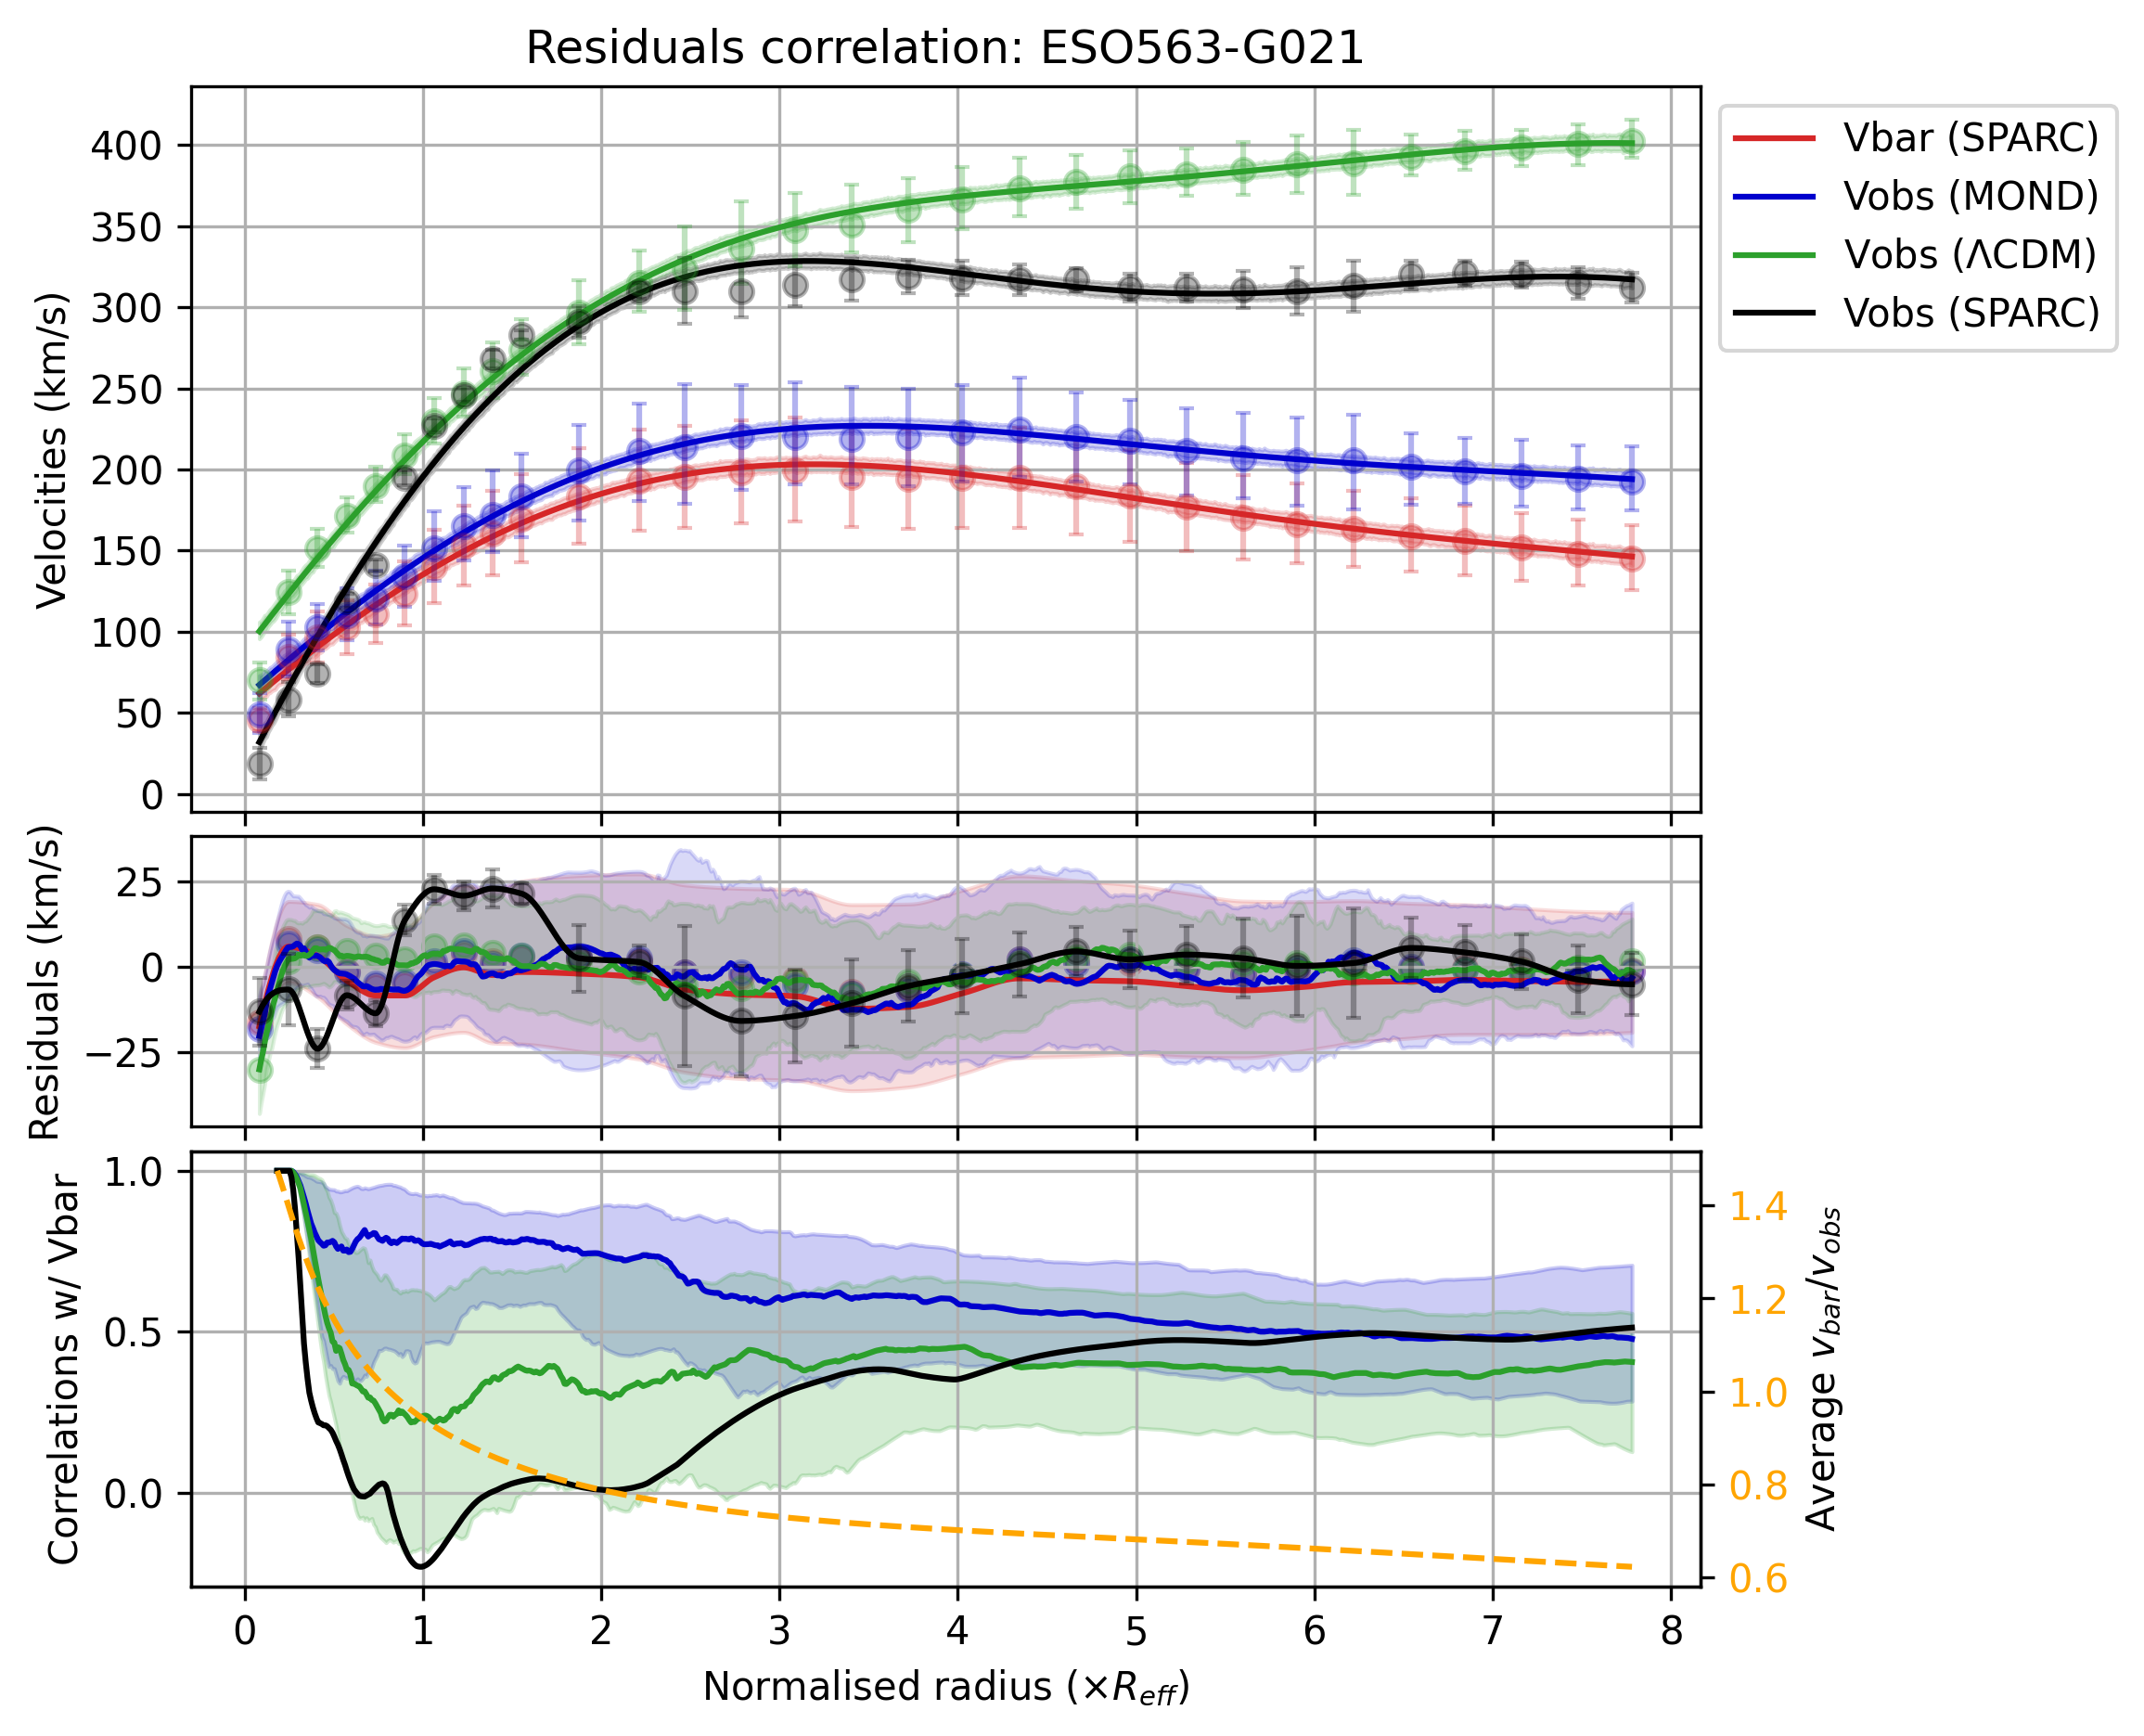 Residuals correlation: ESO563-G021
Velocities (km/s)
400
350
300
250
200
150
100
50
0
Vbar (SPARC)
Vobs (MOND)
Vobs (ΛCDM)
Vobs (SPARC)
Residuals (km/s)
25
0
−25
Correlations w/ Vbar
1.0
0.5
0.0
1.4
1.2
1.0
0.8
0.6
Average v_bar/v_obs
0 1 2 3 4 5 6 7 8
Normalised radius (×R_eff)